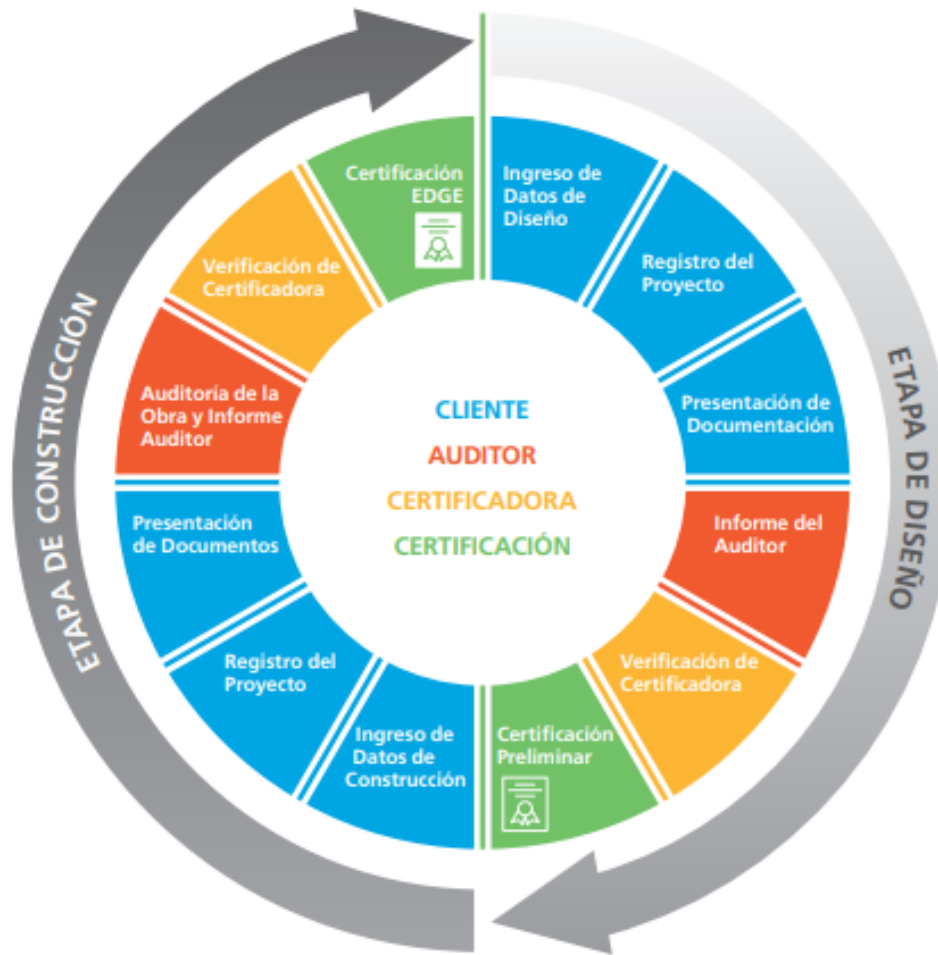 Ingreso de
Datos de
Diseño
Registro del
Proyecto
Presentación de
Documentación
Informe del
Auditor
Verificación de
Certificadora
Certificación
Preliminar
Ingreso de
Datos de
Construcción
Registro del
Proyecto
Presentación
de Documentos
Auditoría de la
Obra y Informe
Auditor
Verificación de
Certificadora
Certificación
EDGE
CLIENTE
AUDITOR
CERTIFICADORA
CERTIFICACIÓN
ETAPA DE DISEÑO
ETAPA DE CONSTRUCCIÓN